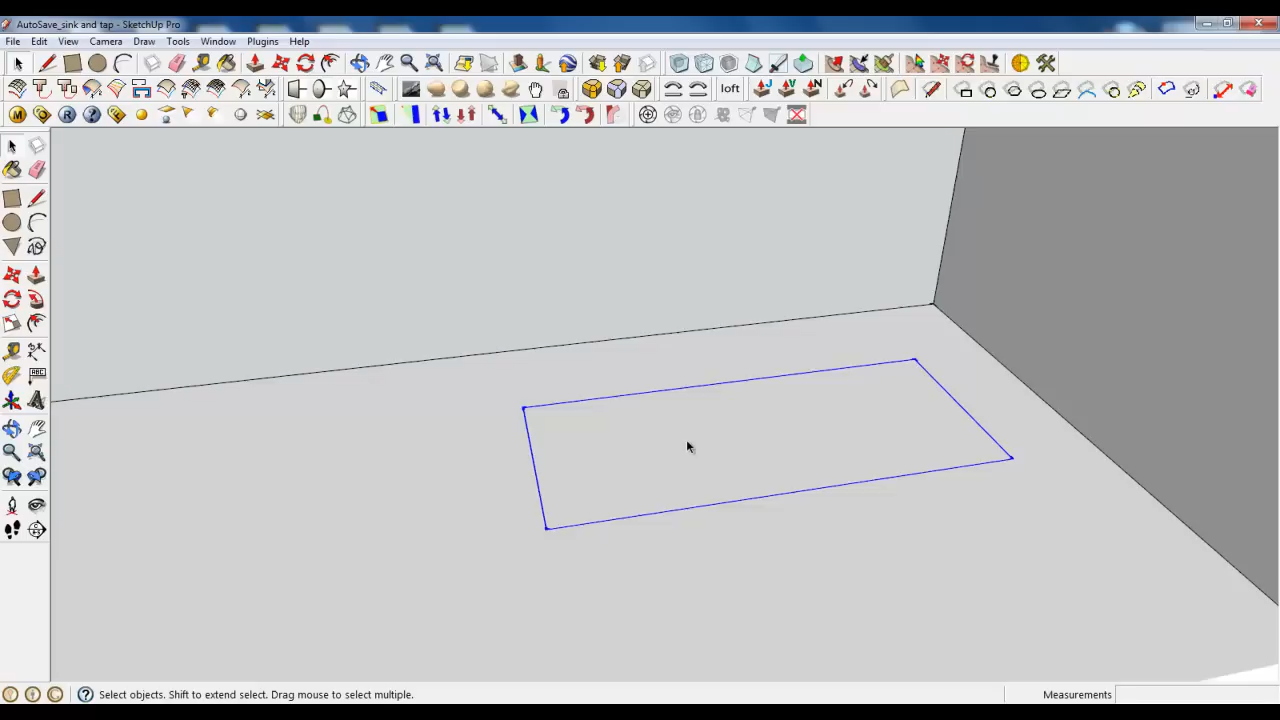 AutoSave_sink and tap - SketchUp Pro
File Edit View Camera Draw Tools Window Plugins Help
loft
M R ?
ABC
Select objects. Shift to extend select. Drag mouse to select multiple.
Measurements